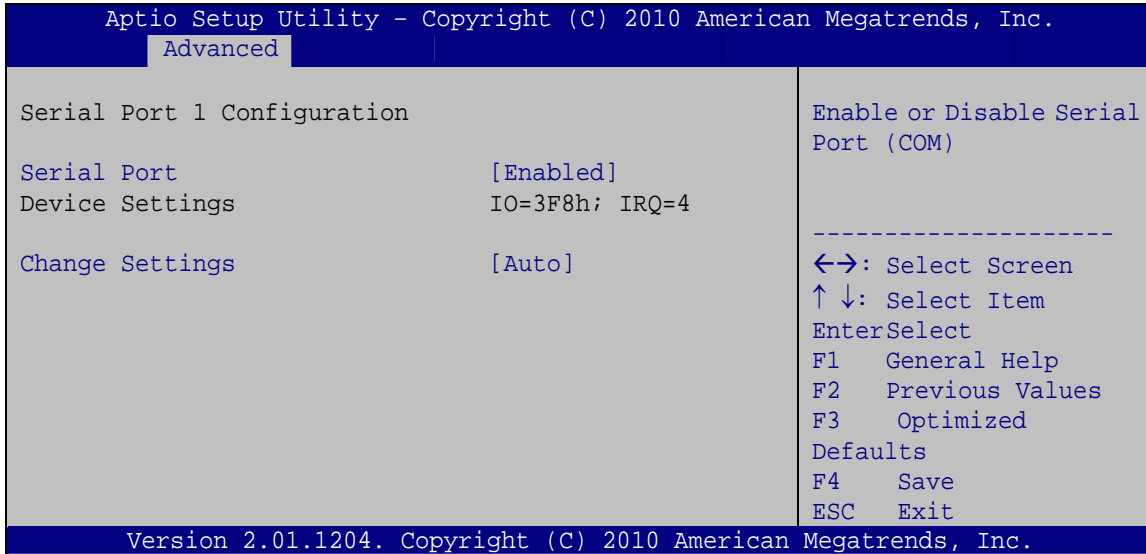 Aptio Setup Utility – Copyright (C) 2010 American Megatrends, Inc.
Advanced
Serial Port 1 Configuration
Serial Port [Enabled]
Device Settings IO=3F8h; IRQ=4
Change Settings [Auto]
Enable or Disable Serial
Port (COM)
---------------------
←→: Select Screen
↑ ↓: Select Item
EnterSelect
F1 General Help
F2 Previous Values
F3 Optimized
Defaults
F4 Save
ESC Exit
Version 2.01.1204. Copyright (C) 2010 American Megatrends, Inc.